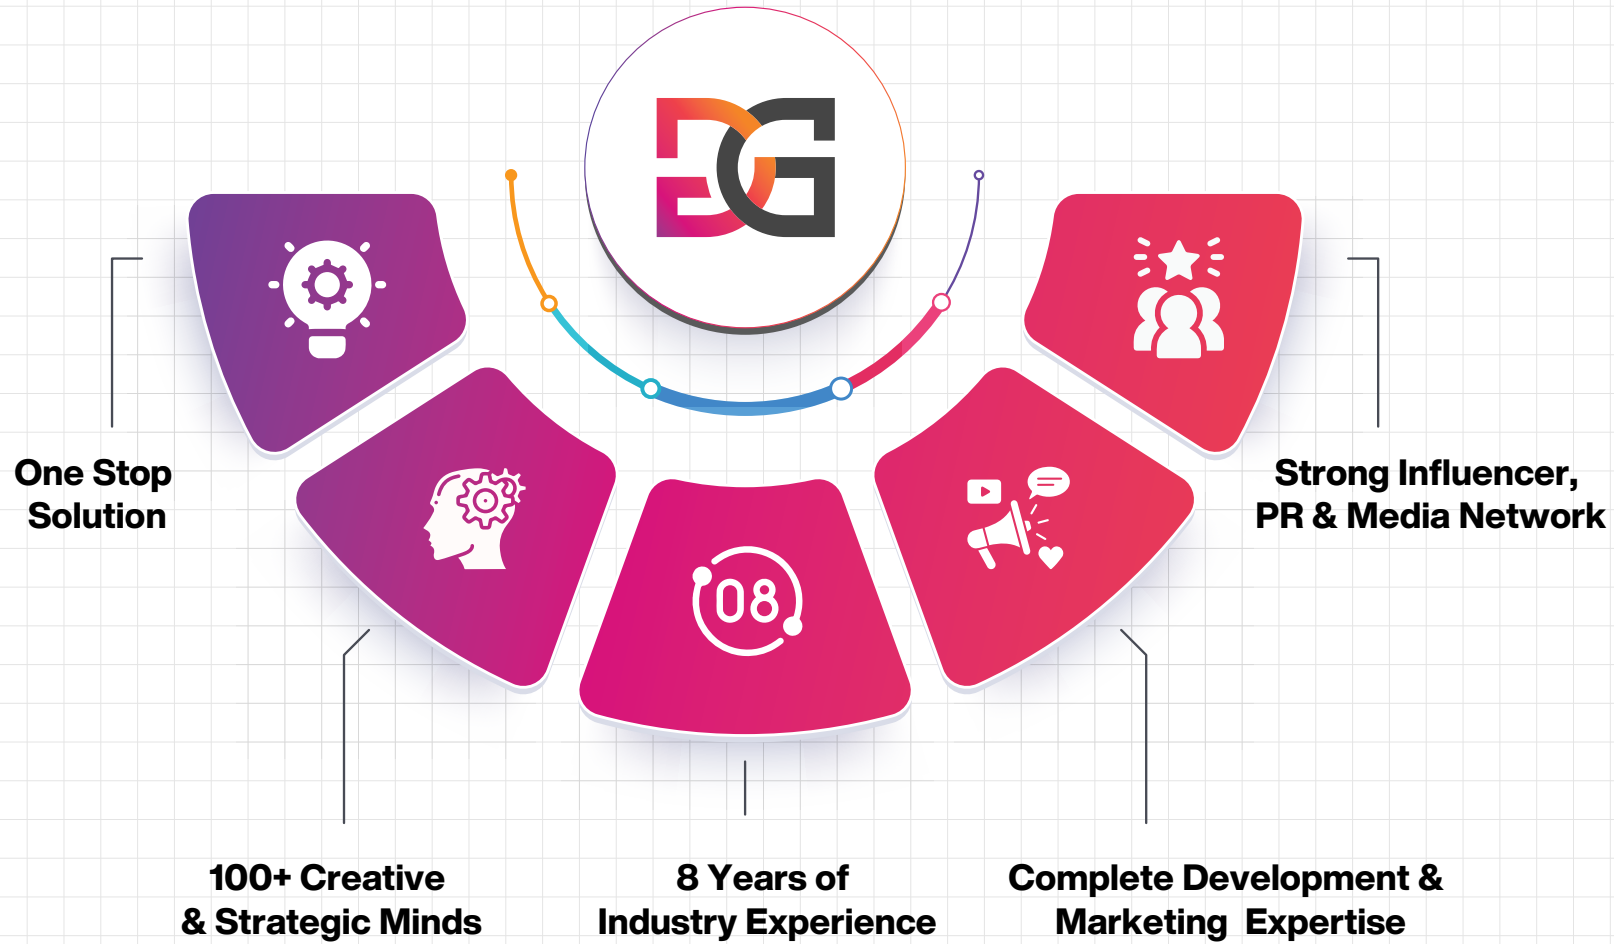 DG
One Stop
Solution
100+ Creative
& Strategic Minds
08
8 Years of
Industry Experience
Complete Development &
Marketing Expertise
Strong Influencer,
PR & Media Network